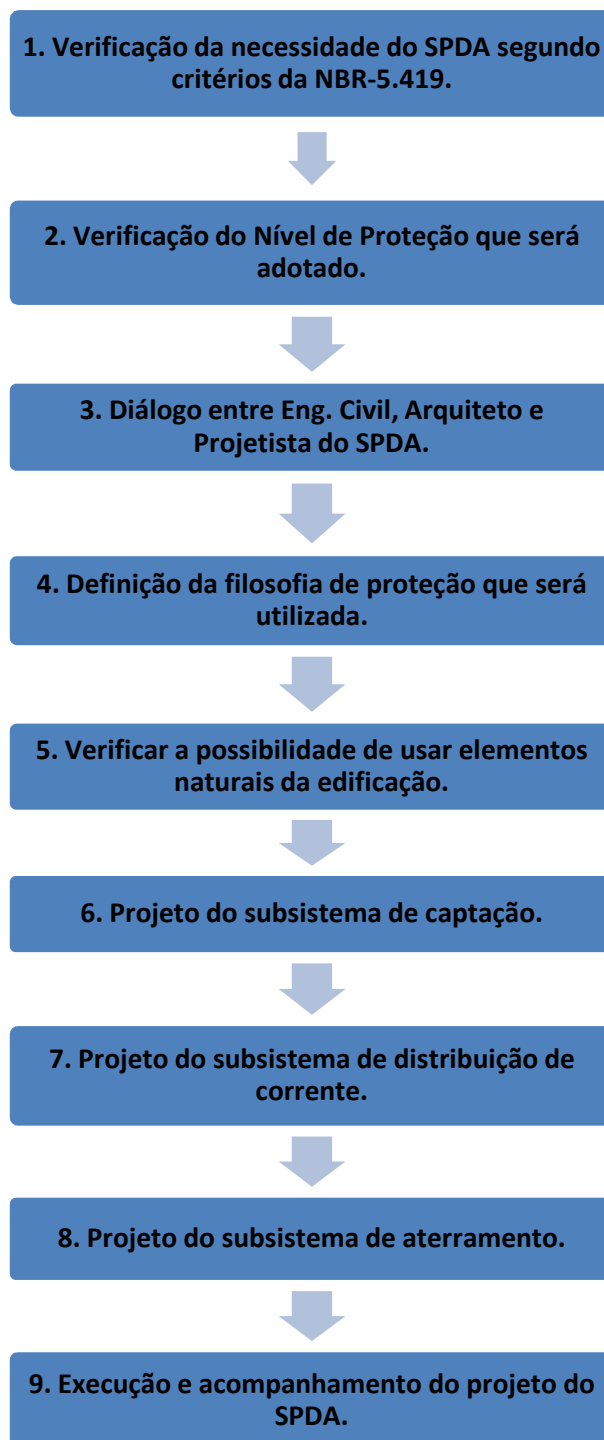 1. Verificação da necessidade do SPDA segundo
critérios da NBR-5.419.
2. Verificação do Nível de Proteção que será
adotado.
3. Diálogo entre Eng. Civil, Arquiteto e
Projetista do SPDA.
4. Definição da filosofia de proteção que será
utilizada.
5. Verificar a possibilidade de usar elementos
naturais da edificação.
6. Projeto do subsistema de captação.
7. Projeto do subsistema de distribuição de
corrente.
8. Projeto do subsistema de aterramento.
9. Execução e acompanhamento do projeto do
SPDA.